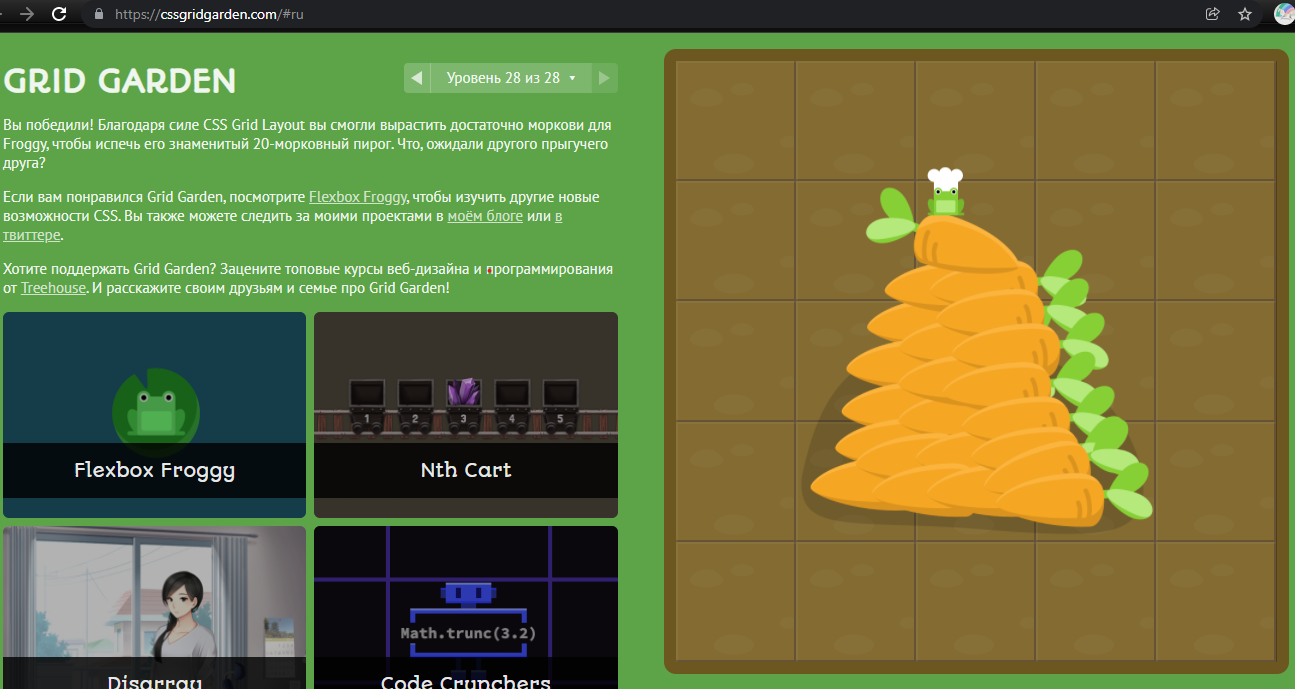 https://cssgridgarden.com/#ru
GRID GARDEN
Уровень 28 из 28
Вы победили! Благодаря силе CSS Grid Layout вы смогли вырастить достаточно моркови для
Froggy, чтобы испечь его знаменитый 20-морковный пирог. Что, ожидали другого прыгучего
друга?
Если вам понравился Grid Garden, посмотрите Flexbox Froggy, чтобы изучить другие новые
возможности CSS. Вы также можете следить за моими проектами в моём блоге или в
твиттере.
Хотите поддержать Grid Garden? Зацените топовые курсы веб-дизайна и программирования
от Treehouse. И расскажите своим друзьям и семье про Grid Garden!
Flexbox Froggy
1 2 3 4 5
Nth Cart
Disarray
Math.trunc(3.2)
Code Crunchers